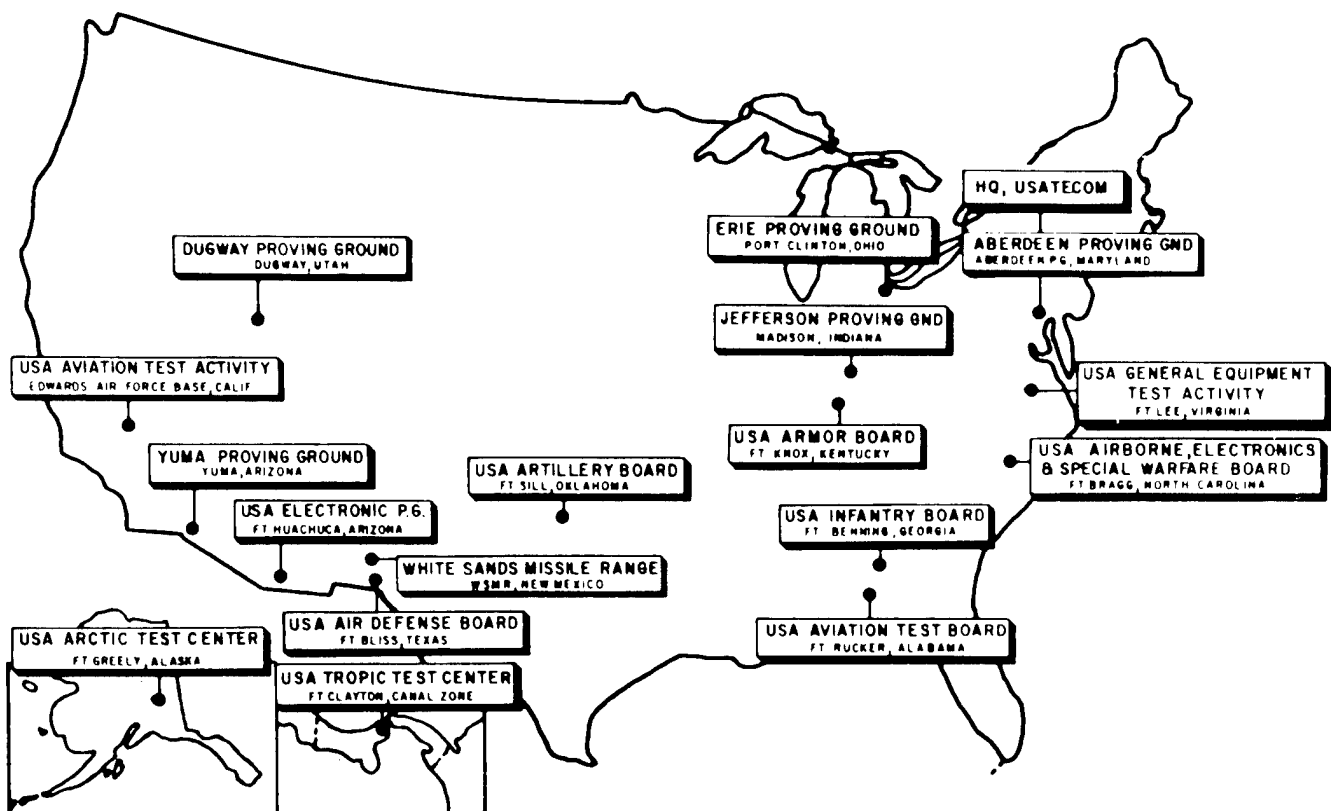 HQ, USATECOM
ERIE PROVING GROUND
PORT CLINTON, OHIO
ABERDEEN PROVING GND
ABERDEEN P.G, MARYLAND
DUGWAY PROVING GROUND
DUGWAY, UTAH
JEFFERSON PROVING GND
MADISON, INDIANA
USA AVIATION TEST ACTIVITY
EDWARDS AIR FORCE BASE, CALIF
USA GENERAL EQUIPMENT
TEST ACTIVITY
FT LEE, VIRGINIA
USA ARMOR BOARD
FT KNOX, KENTUCKY
USA AIRBORNE, ELECTRONICS
& SPECIAL WARFARE BOARD
FT BRAGG, NORTH CAROLINA
YUMA PROVING GROUND
YUMA, ARIZONA
USA ARTILLERY BOARD
FT SILL, OKLAHOMA
USA ELECTRONIC P.G.
FT HUACHUCA, ARIZONA
USA INFANTRY BOARD
FT BENNING, GEORGIA
WHITE SANDS MISSILE RANGE
WSMR, NEW MEXICO
USA AIR DEFENSE BOARD
FT BLISS, TEXAS
USA AVIATION TEST BOARD
FT RUCKER, ALABAMA
USA ARCTIC TEST CENTER
FT GREELY, ALASKA
USA TROPIC TEST CENTER
FT CLAYTON, CANAL ZONE